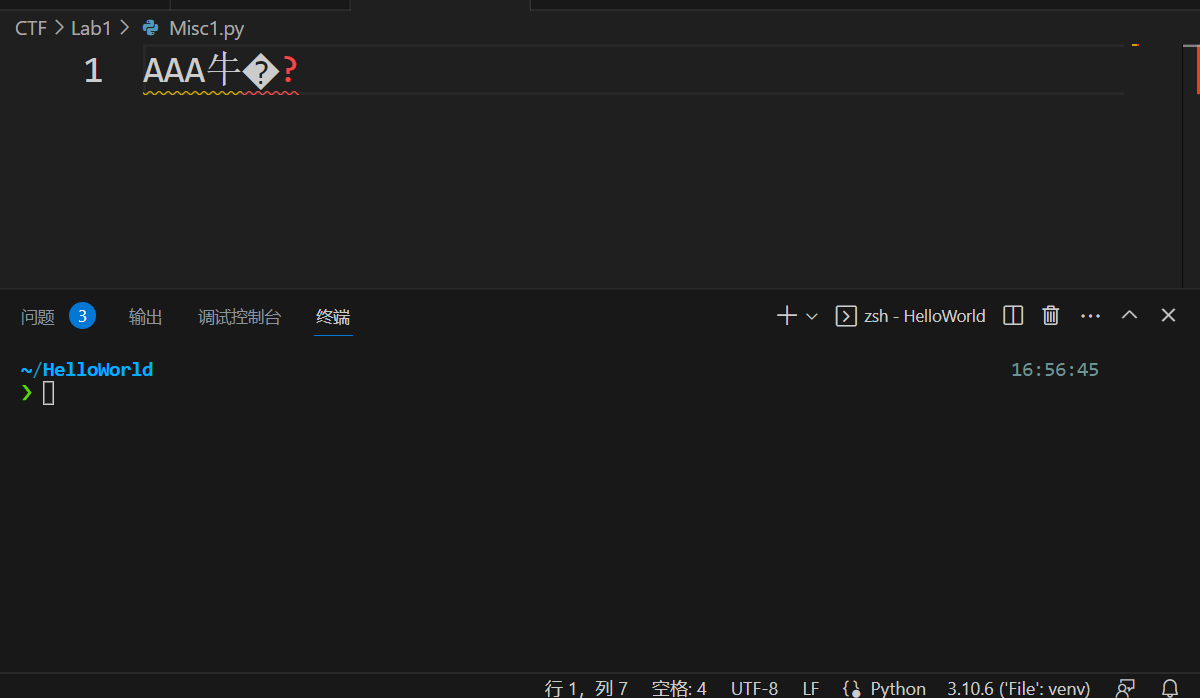 CTF > Lab1 > Misc1.py
1 AAA牛�?
问题 3 输出 调试控制台 终端 zsh - HelloWorld
~/HelloWorld 16:56:45
❯
行 1，列 7 空格: 4 UTF-8 LF Python 3.10.6 ('File': venv)